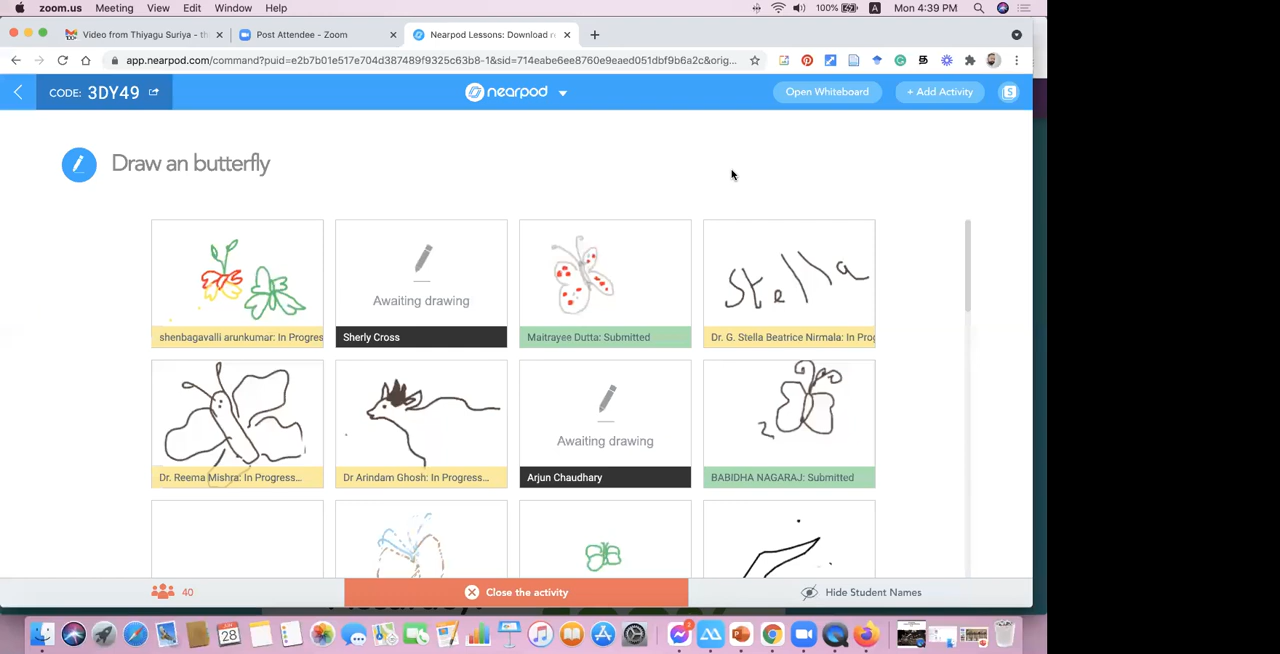 zoom.us Meeting View Edit Window Help 100% A Mon 4:39 PM
Video from Thiyagu Suriya - th Post Attendee - Zoom Nearpod Lessons: Download re
app.nearpod.com/command?puid=e2b7b01e517e704d387489f9325c63b8-1&sid=714eabe6ee8760e9eaed051dbf9b6a2c&orig...
CODE: 3DY49 nearpod Open Whiteboard + Add Activity S
Draw an butterfly
Awaiting drawing Stella
shenbagavalli arunkumar: In Progres Sherly Cross Maitrayee Dutta: Submitted Dr. G. Stella Beatrice Nirmala: In Prog
Awaiting drawing
Dr. Reema Mishra: In Progress... Dr Arindam Ghosh: In Progress... Arjun Chaudhary BABIDHA NAGARAJ: Submitted
40 Close the activity Hide Student Names
28 2